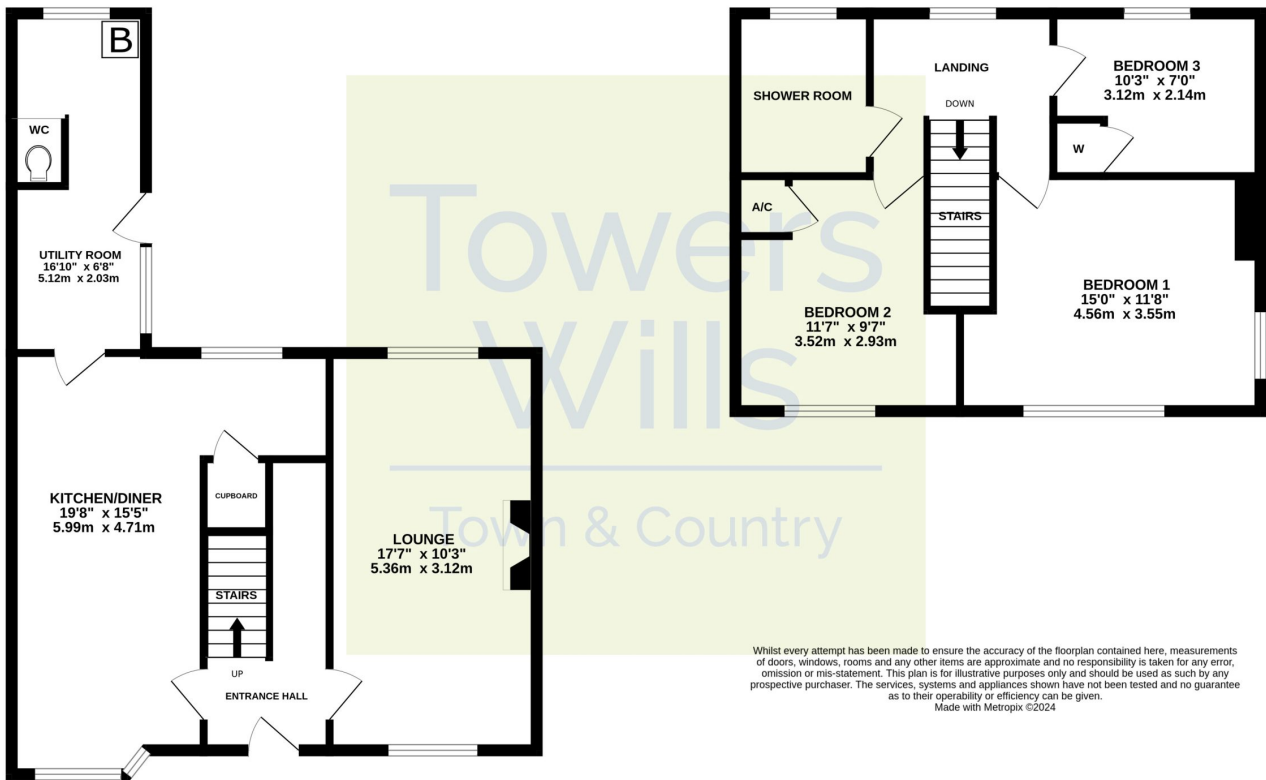 B
WC
UTILITY ROOM
16'10" x 6'8"
5.12m x 2.03m
KITCHEN/DINER
19'8" x 15'5"
5.99m x 4.71m
CUPBOARD
STAIRS
UP
ENTRANCE HALL
LOUNGE
17'7" x 10'3"
5.36m x 3.12m
SHOWER ROOM
LANDING
DOWN
BEDROOM 3
10'3" x 7'0"
3.12m x 2.14m
W
A/C
STAIRS
BEDROOM 2
11'7" x 9'7"
3.52m x 2.93m
BEDROOM 1
15'0" x 11'8"
4.56m x 3.55m
Towers
Wills
Town & Country
Whilst every attempt has been made to ensure the accuracy of the floorplan contained here, measurements
of doors, windows, rooms and any other items are approximate and no responsibility is taken for any error,
omission or mis-statement. This plan is for illustrative purposes only and should be used as such by any
prospective purchaser. The services, systems and appliances shown have not been tested and no guarantee
as to their operability or efficiency can be given.
Made with Metropix ©2024